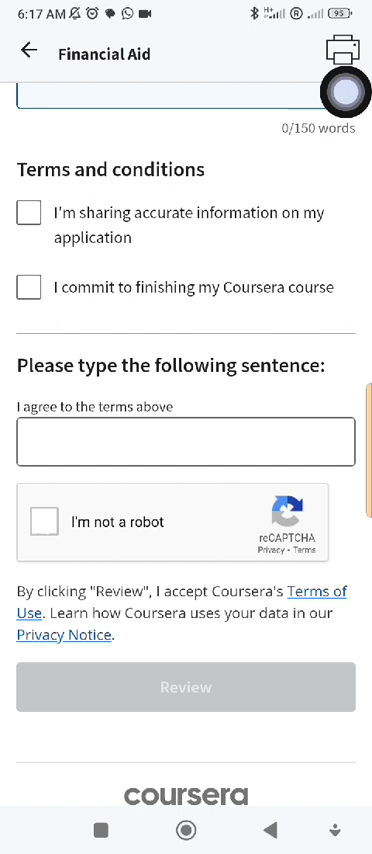 6:17 AM
H+
R
95
Financial Aid
0/150 words
Terms and conditions
I'm sharing accurate information on my
application
I commit to finishing my Coursera course
Please type the following sentence:
I agree to the terms above
I'm not a robot
reCAPTCHA
Privacy - Terms
By clicking "Review", I accept Coursera's Terms of
Use. Learn how Coursera uses your data in our
Privacy Notice.
Review
coursera